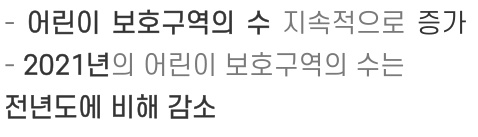 - 어린이 보호구역의 수 지속적으로 증가
- 2021년의 어린이 보호구역의 수는
전년도에 비해 감소